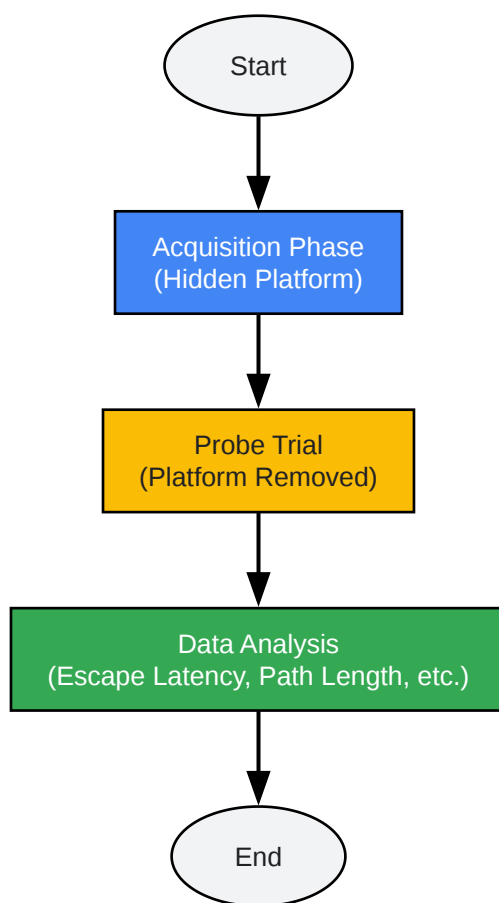 Start
Acquisition Phase
(Hidden Platform)
Probe Trial
(Platform Removed)
Data Analysis
(Escape Latency, Path Length, etc.)
End